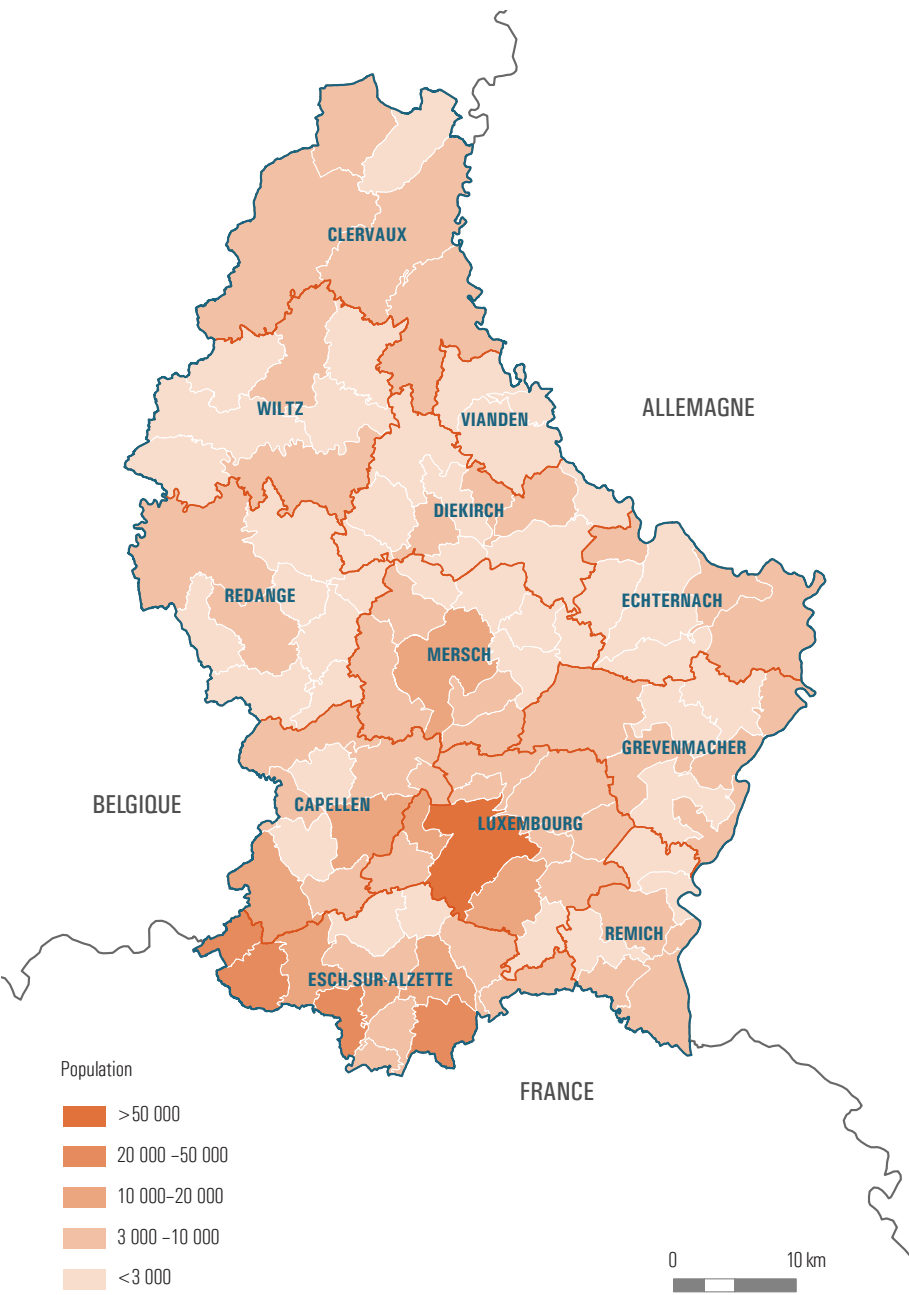 CLERVAUX
WILTZ
VIANDEN
ALLEMAGNE
DIEKIRCH
REDANGE
ECHTERNACH
MERSCH
GREVENMACHER
BELGIQUE
CAPELLEN
LUXEMBOURG
REMICH
ESCH-SUR-ALZETTE
FRANCE
Population
>50 000
20 000 –50 000
10 000–20 000
3 000 –10 000
<3 000
0 10 km